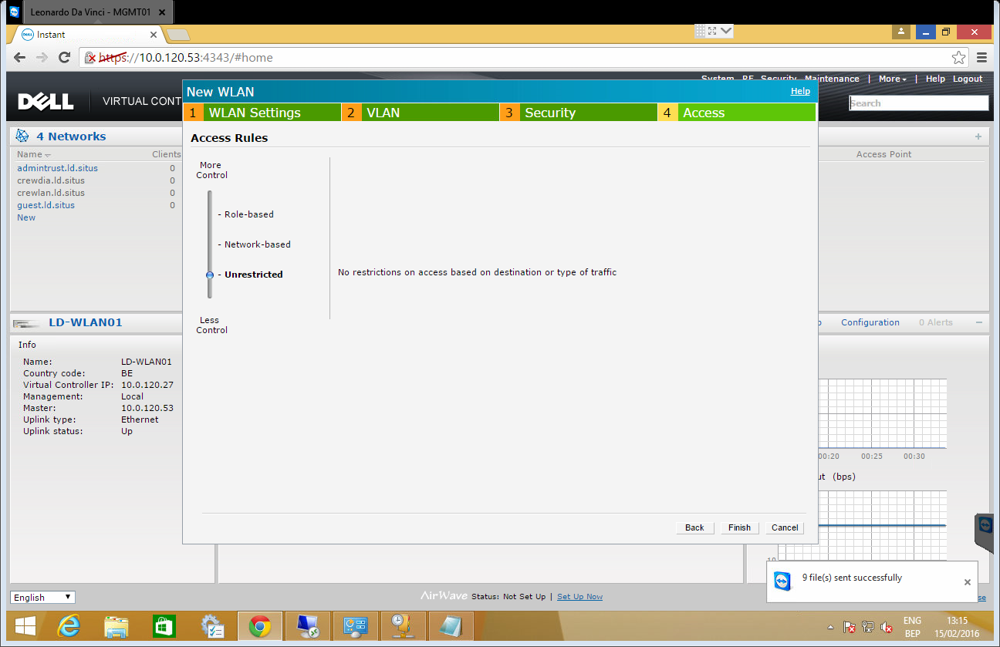 Leonardo Da Vinci - MGMT01
Instant
https://10.0.120.53:4343/#home
System RF Security Maintenance | More | Help Logout
DELL VIRTUAL CONT
Search
New WLAN Help
1 WLAN Settings 2 VLAN 3 Security 4 Access
Access Rules
More
Control
- Role-based
- Network-based
- Unrestricted
No restrictions on access based on destination or type of traffic
Less
Control
Back Finish Cancel
4 Networks
Name Clients
admintrust.ld.situs 0
crewdia.ld.situs 0
crewlan.ld.situs 0
guest.ld.situs 0
New
Access Point
LD-WLAN01
Configuration 0 Alerts
Info
Name: LD-WLAN01
Country code: BE
Virtual Controller IP: 10.0.120.27
Management: Local
Master: 10.0.120.53
Uplink type: Ethernet
Uplink status: Up
00:20 00:25 00:30
ut (bps)
10
9 file(s) sent successfully
English
AirWave Status: Not Set Up | Set Up Now
se
ENG 13:15
BEP 15/02/2016